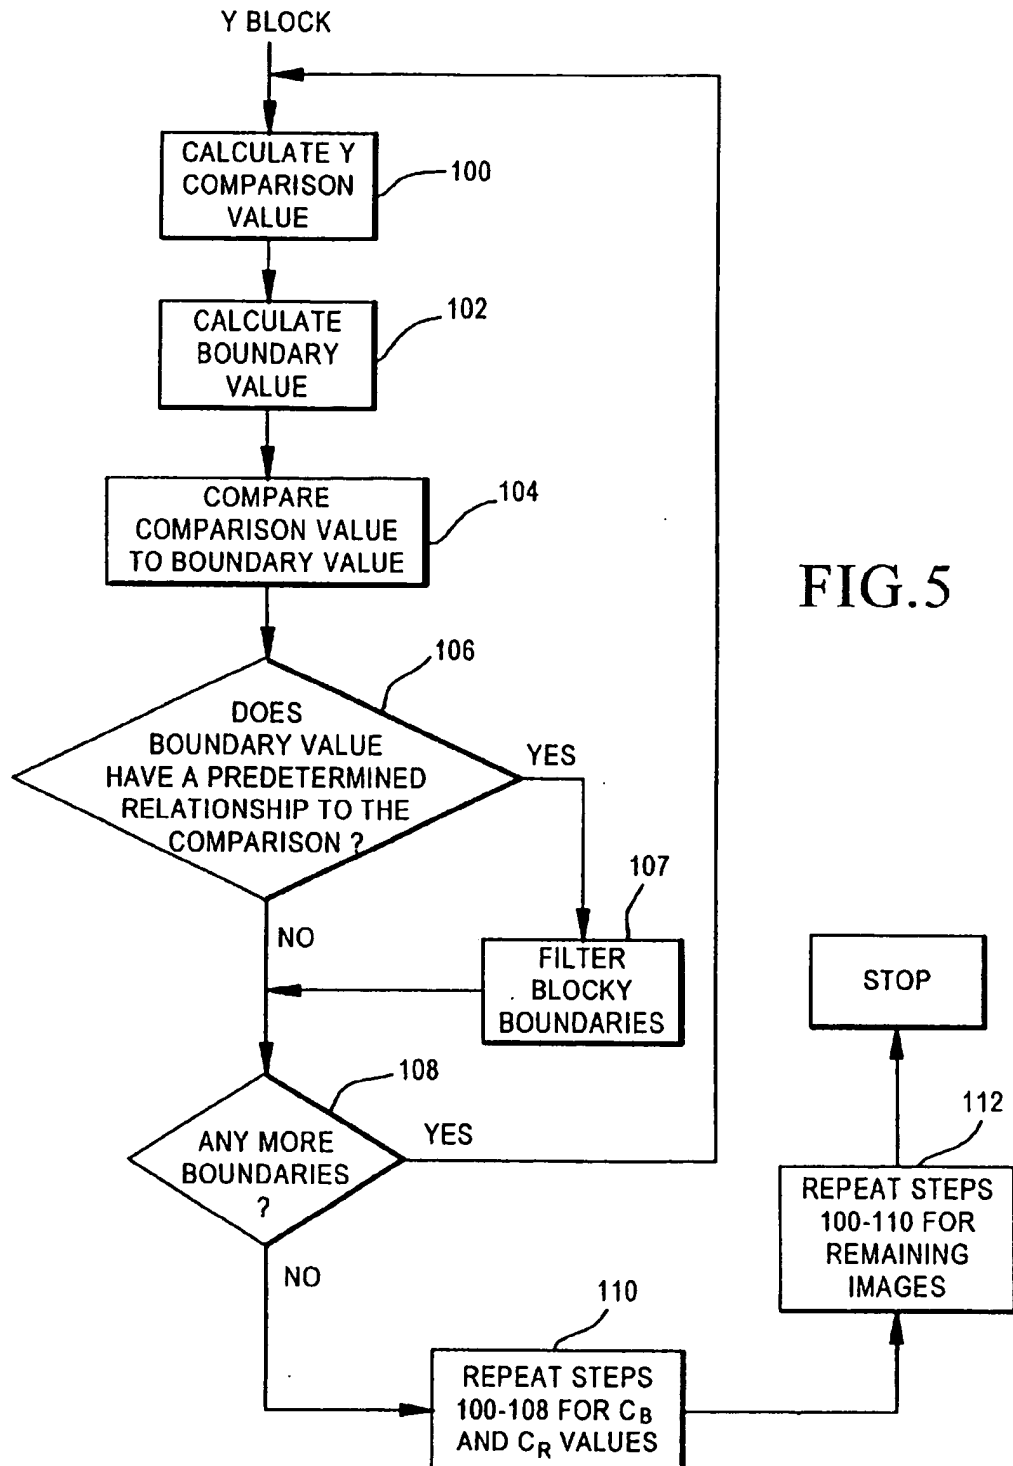 Y BLOCK
CALCULATE Y
COMPARISON
VALUE
100
CALCULATE
BOUNDARY
VALUE
102
COMPARE
COMPARISON VALUE
TO BOUNDARY VALUE
104
FIG.5
106
DOES
BOUNDARY VALUE
HAVE A PREDETERMINED
RELATIONSHIP TO THE
COMPARISON ?
YES
NO
107
FILTER
BLOCKY
BOUNDARIES
STOP
108
ANY MORE
BOUNDARIES
?
YES
NO
112
REPEAT STEPS
100-110 FOR
REMAINING
IMAGES
110
REPEAT STEPS
100-108 FOR CB
AND CR VALUES